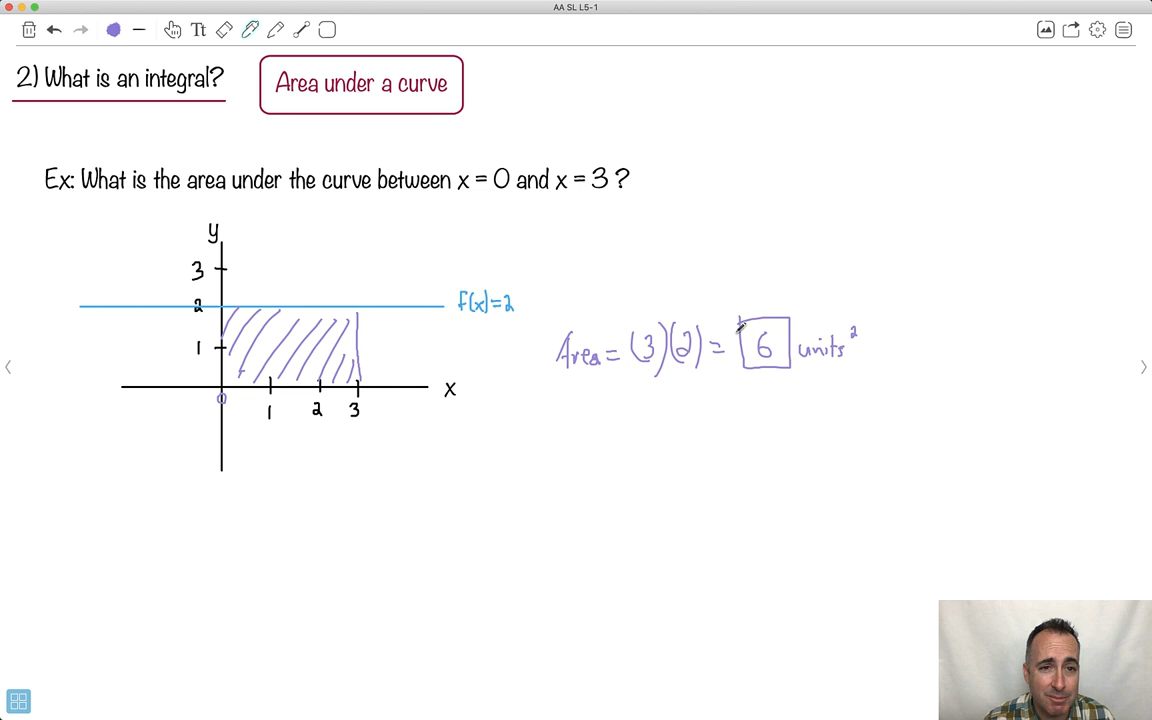 AA SL L5-1
Tt
2) What is an integral?
Area under a curve
Ex: What is the area under the curve between x = 0 and x = 3 ?
y
3
2
f(x)=2
1
Area = (3)(2) = 6 units²
x
0
1 2 3